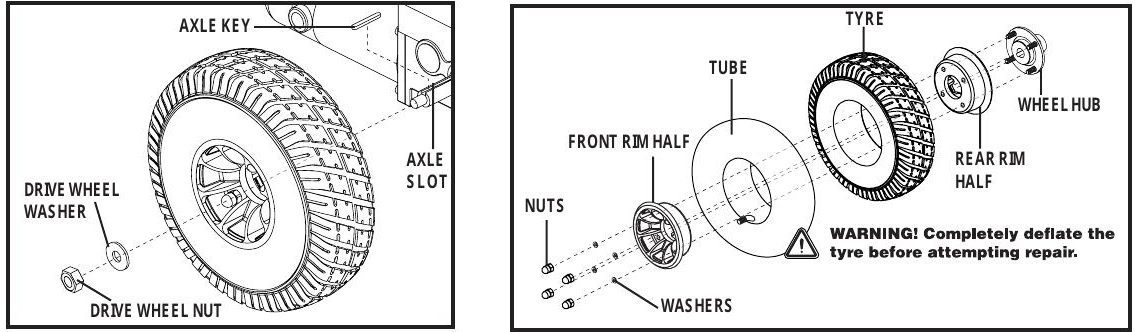 AXLE KEY
AXLE
SLOT
DRIVE WHEEL
WASHER
DRIVE WHEEL NUT
TYRE
TUBE
WHEEL HUB
FRONT RIM HALF
REAR RIM
HALF
NUTS
WARNING! Completely deflate the
tyre before attempting repair.
WASHERS